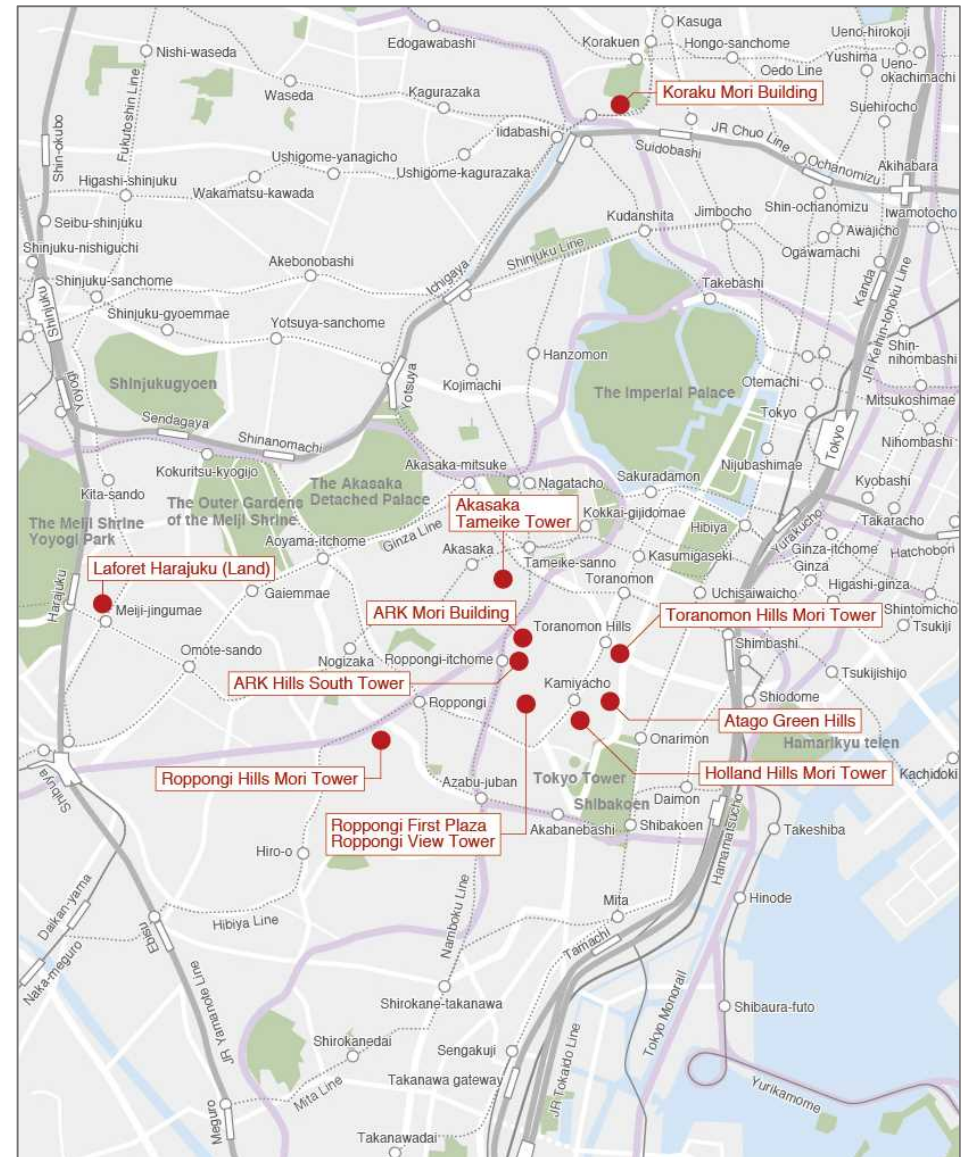 Kasuga
Ueno-hirokoji
Nishi-waseda
Edogawabashi
Korakuen
Hongo-sanchome
Yushima
Ueno-
okachimachi
Oedo Line
Waseda
Kagurazaka
Koraku Mori Building
Suehirocho
Fukutoshin Line
Shin-okubo
Iidabashi
JR Chuo Line
Suidobashi
Ushigome-yanagicho
Ushigome-kagurazaka
Ochanomizu
Akihabara
Higashi-shinjuku
Wakamatsu-kawada
Seibu-shinjuku
Kudanshita
Jimbocho
Shin-ochanomizu
Iwamotocho
Awajicho
Ogawamachi
Shinjuku-nishiguchi
Shinjuku Line
Akebonobashi
Ichigaya
Shinjuku-sanchome
Takebashi
Kanda
JR Keihin-tohoku Line
Shinjuku
Shinjuku-gyoemmae
Yotsuya-sanchome
Shin-
nihombashi
Hanzomon
Yoyogi
Shinjukugyoen
Kojimachi
Yotsuya
The Imperial Palace
Otemachi
Mitsukoshimae
Tokyo
Tokyo
Nihombashi
Sendagaya
Shinanomachi
Kokuritsu-kyogijo
Akasaka-mitsuke
Nagatacho
Sakuradamon
Nijubashimae
Kyobashi
Kita-sando
The Akasaka
Detached Palace
The Outer Gardens
of the Meiji Shrine
Akasaka
Tameike Tower
Kokkai-gijidomae
Hibiya
Yurakucho
Takaracho
The Meiji Shrine
Yoyogi Park
Ginza Line
Aoyama-itchome
Akasaka
Tameike-sanno
Kasumigaseki
Ginza-itchome
Ginza
Hatchobori
Laforet Harajuku (Land)
Toranomon
Higashi-ginza
Harajuku
Meiji-jingumae
Gaiemmae
Uchisaiwaicho
Shintomicho
ARK Mori Building
Toranomon Hills
Toranomon Hills Mori Tower
Tsukiji
Omote-sando
Nogizaka
Roppongi-itchome
Shimbashi
ARK Hills South Tower
Kamiyacho
Tsukijishijo
Roppongi
Shiodome
Atago Green Hills
Onarimon
Hamarikyu teien
Roppongi Hills Mori Tower
Shibuya
Azabu-juban
Tokyo Tower
Holland Hills Mori Tower
Kachidoki
Shibakoen
Daimon
Hamamatsucho
Roppongi First Plaza
Roppongi View Tower
Akabanebashi
Shibakoen
Takeshiba
Hiro-o
Daikan-yama
Ebisu
Hibiya Line
Namboku Line
Mita
Hinode
Naka-meguro
Tamachi
JR Yamanote Line
Shirokane-takanawa
Tokyo Monorail
Shibaura-futo
Shirokanedai
Sengakuji
JR Tokaido Line
Mita Line
Takanawa gateway
Yurikamome
Meguro
Takanawadai